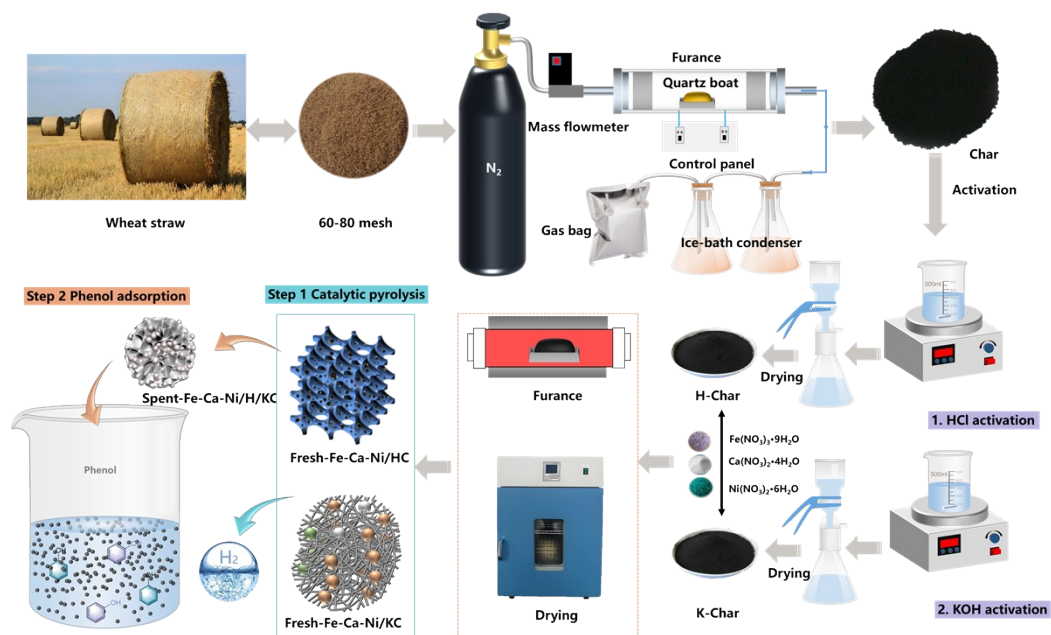 Wheat straw
60-80 mesh
N₂
Mass flowmeter
Furance
Quartz boat
Control panel
Gas bag
Ice-bath condenser
Char
Activation
500ml
1. HCl activation
Drying
H-Char
Fe(NO₃)₃•9H₂O
Ca(NO₃)₂•4H₂O
Ni(NO₃)₂•6H₂O
K-Char
Drying
500ml
2. KOH activation
Furance
Drying
Step 1 Catalytic pyrolysis
Fresh-Fe-Ca-Ni/HC
Fresh-Fe-Ca-Ni/KC
H₂
Step 2 Phenol adsorption
Spent-Fe-Ca-Ni/H/KC
Phenol
OH